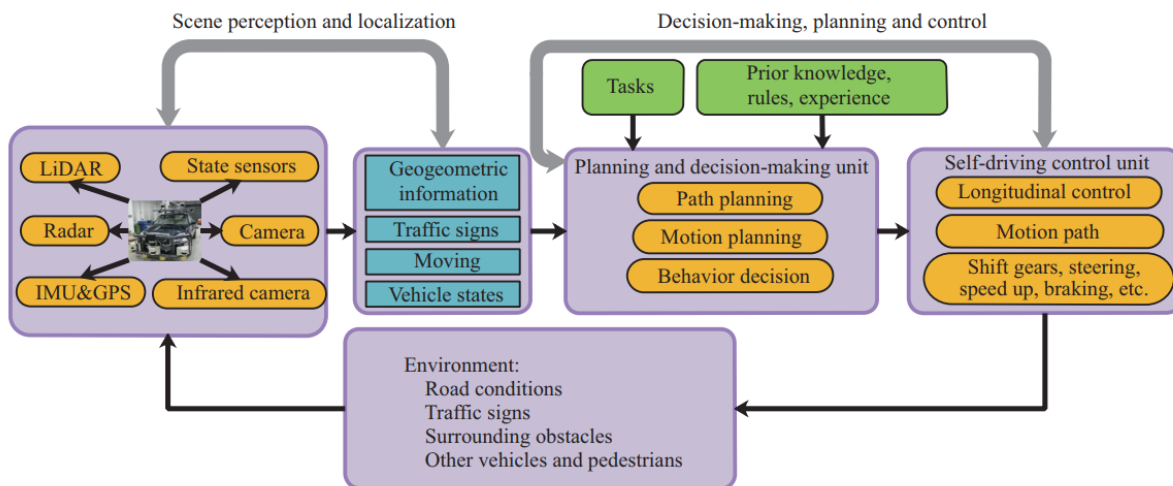 Scene perception and localization
Decision-making, planning and control
Tasks
Prior knowledge,
rules, experience
LiDAR
State sensors
Radar
Camera
IMU&GPS
Infrared camera
Geogeometric
information
Traffic signs
Moving
Vehicle states
Planning and decision-making unit
Path planning
Motion planning
Behavior decision
Self-driving control unit
Longitudinal control
Motion path
Shift gears, steering,
speed up, braking, etc.
Environment:
Road conditions
Traffic signs
Surrounding obstacles
Other vehicles and pedestrians